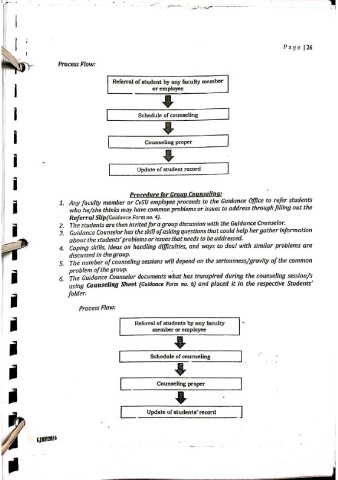 Page | 26
Process Flow:
Referral of student by any faculty member
or employee
Schedule of counseling
Counseling proper
Update of student record
Procedure for Group Counseling:
1. Any faculty member or CvSU employee proceeds to the Guidance Office to refer students
who he/she thinks may have common problems or issues to address through filling out the
Referral Slip (Guidance Form no. 4).
2. The students are then invited for a group discussion with the Guidance Counselor.
3. Guidance Counselor has the skill of asking questions that could help her gather information
about the students' problems or issues that needs to be addressed.
4. Coping skills, ideas on handling difficulties, and ways to deal with similar problems are
discussed in the group.
5. The number of counseling sessions will depend on the seriousness/gravity of the common
problem of the group.
6. The Guidance Counselor documents what has transpired during the counseling session/s
using Counseling Sheet (Guidance Form no. 6) and placed it in the respective Students'
folder.
Process Flow:
Referral of students by any faculty
member or employee
Schedule of counseling
Counseling proper
Update of students' record